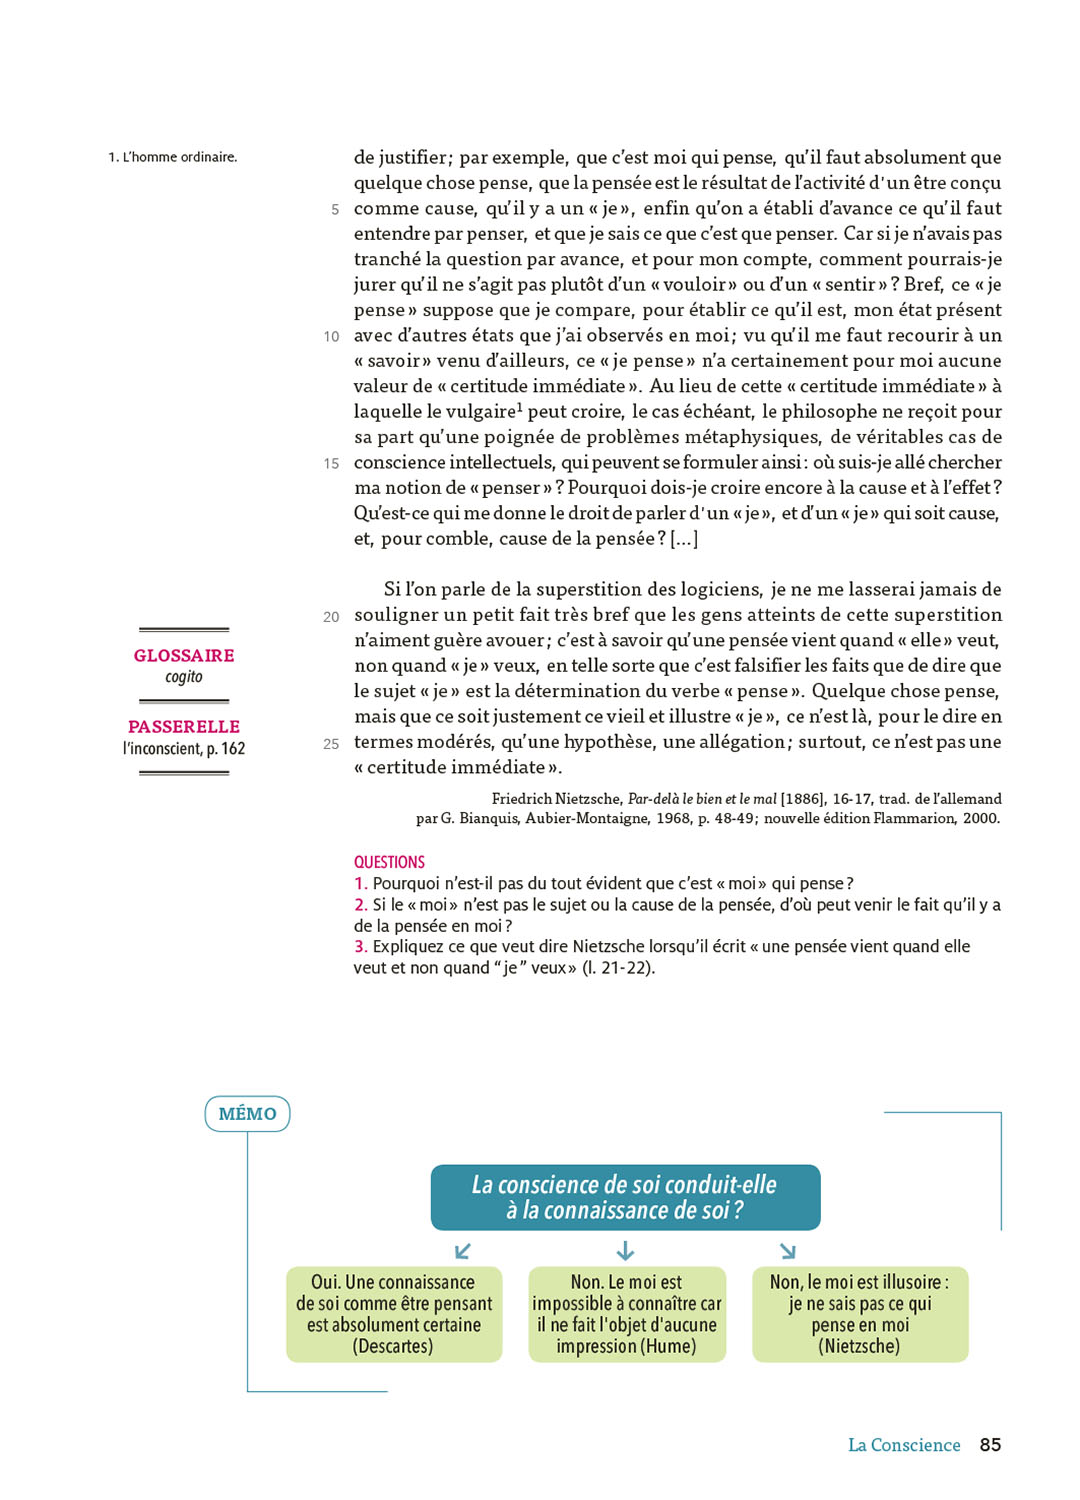 1. L'homme ordinaire.
de justifier ; par exemple, que c'est moi qui pense, qu'il faut absolument que
quelque chose pense, que la pensée est le résultat de l'activité d'un être conçu
5 comme cause, qu'il y a un « je », enfin qu'on a établi d'avance ce qu'il faut
entendre par penser, et que je sais ce que c'est que penser. Car si je n'avais pas
tranché la question par avance, et pour mon compte, comment pourrais-je
jurer qu'il ne s'agit pas plutôt d'un « vouloir » ou d'un « sentir » ? Bref, ce « je
pense » suppose que je compare, pour établir ce qu'il est, mon état présent
10 avec d'autres états que j'ai observés en moi ; vu qu'il me faut recourir à un
« savoir » venu d'ailleurs, ce « je pense » n'a certainement pour moi aucune
valeur de « certitude immédiate ». Au lieu de cette « certitude immédiate » à
laquelle le vulgaire¹ peut croire, le cas échéant, le philosophe ne reçoit pour
sa part qu'une poignée de problèmes métaphysiques, de véritables cas de
15 conscience intellectuels, qui peuvent se formuler ainsi : où suis-je allé chercher
ma notion de « penser » ? Pourquoi dois-je croire encore à la cause et à l'effet ?
Qu'est-ce qui me donne le droit de parler d'un « je », et d'un « je » qui soit cause,
et, pour comble, cause de la pensée ? [...]
Si l'on parle de la superstition des logiciens, je ne me lasserai jamais de
20 souligner un petit fait très bref que les gens atteints de cette superstition
n'aiment guère avouer ; c'est à savoir qu'une pensée vient quand « elle » veut,
non quand « je » veux, en telle sorte que c'est falsifier les faits que de dire que
le sujet « je » est la détermination du verbe « pense ». Quelque chose pense,
mais que ce soit justement ce vieil et illustre « je », ce n'est là, pour le dire en
25 termes modérés, qu'une hypothèse, une allégation ; surtout, ce n'est pas une
« certitude immédiate ».
GLOSSAIRE
cogito
PASSERELLE
l'inconscient, p. 162
Friedrich Nietzsche, Par-delà le bien et le mal [1886], 16-17, trad. de l'allemand
par G. Bianquis, Aubier-Montaigne, 1968, p. 48-49 ; nouvelle édition Flammarion, 2000.
QUESTIONS
1. Pourquoi n'est-il pas du tout évident que c'est « moi » qui pense ?
2. Si le « moi » n'est pas le sujet ou la cause de la pensée, d'où peut venir le fait qu'il y a
de la pensée en moi ?
3. Expliquez ce que veut dire Nietzsche lorsqu'il écrit « une pensée vient quand elle
veut et non quand “je” veux » (l. 21-22).
MÉMO
La conscience de soi conduit-elle
à la connaissance de soi ?
Oui. Une connaissance
de soi comme être pensant
est absolument certaine
(Descartes)
Non. Le moi est
impossible à connaître car
il ne fait l'objet d'aucune
impression (Hume)
Non, le moi est illusoire :
je ne sais pas ce qui
pense en moi
(Nietzsche)
La Conscience 85